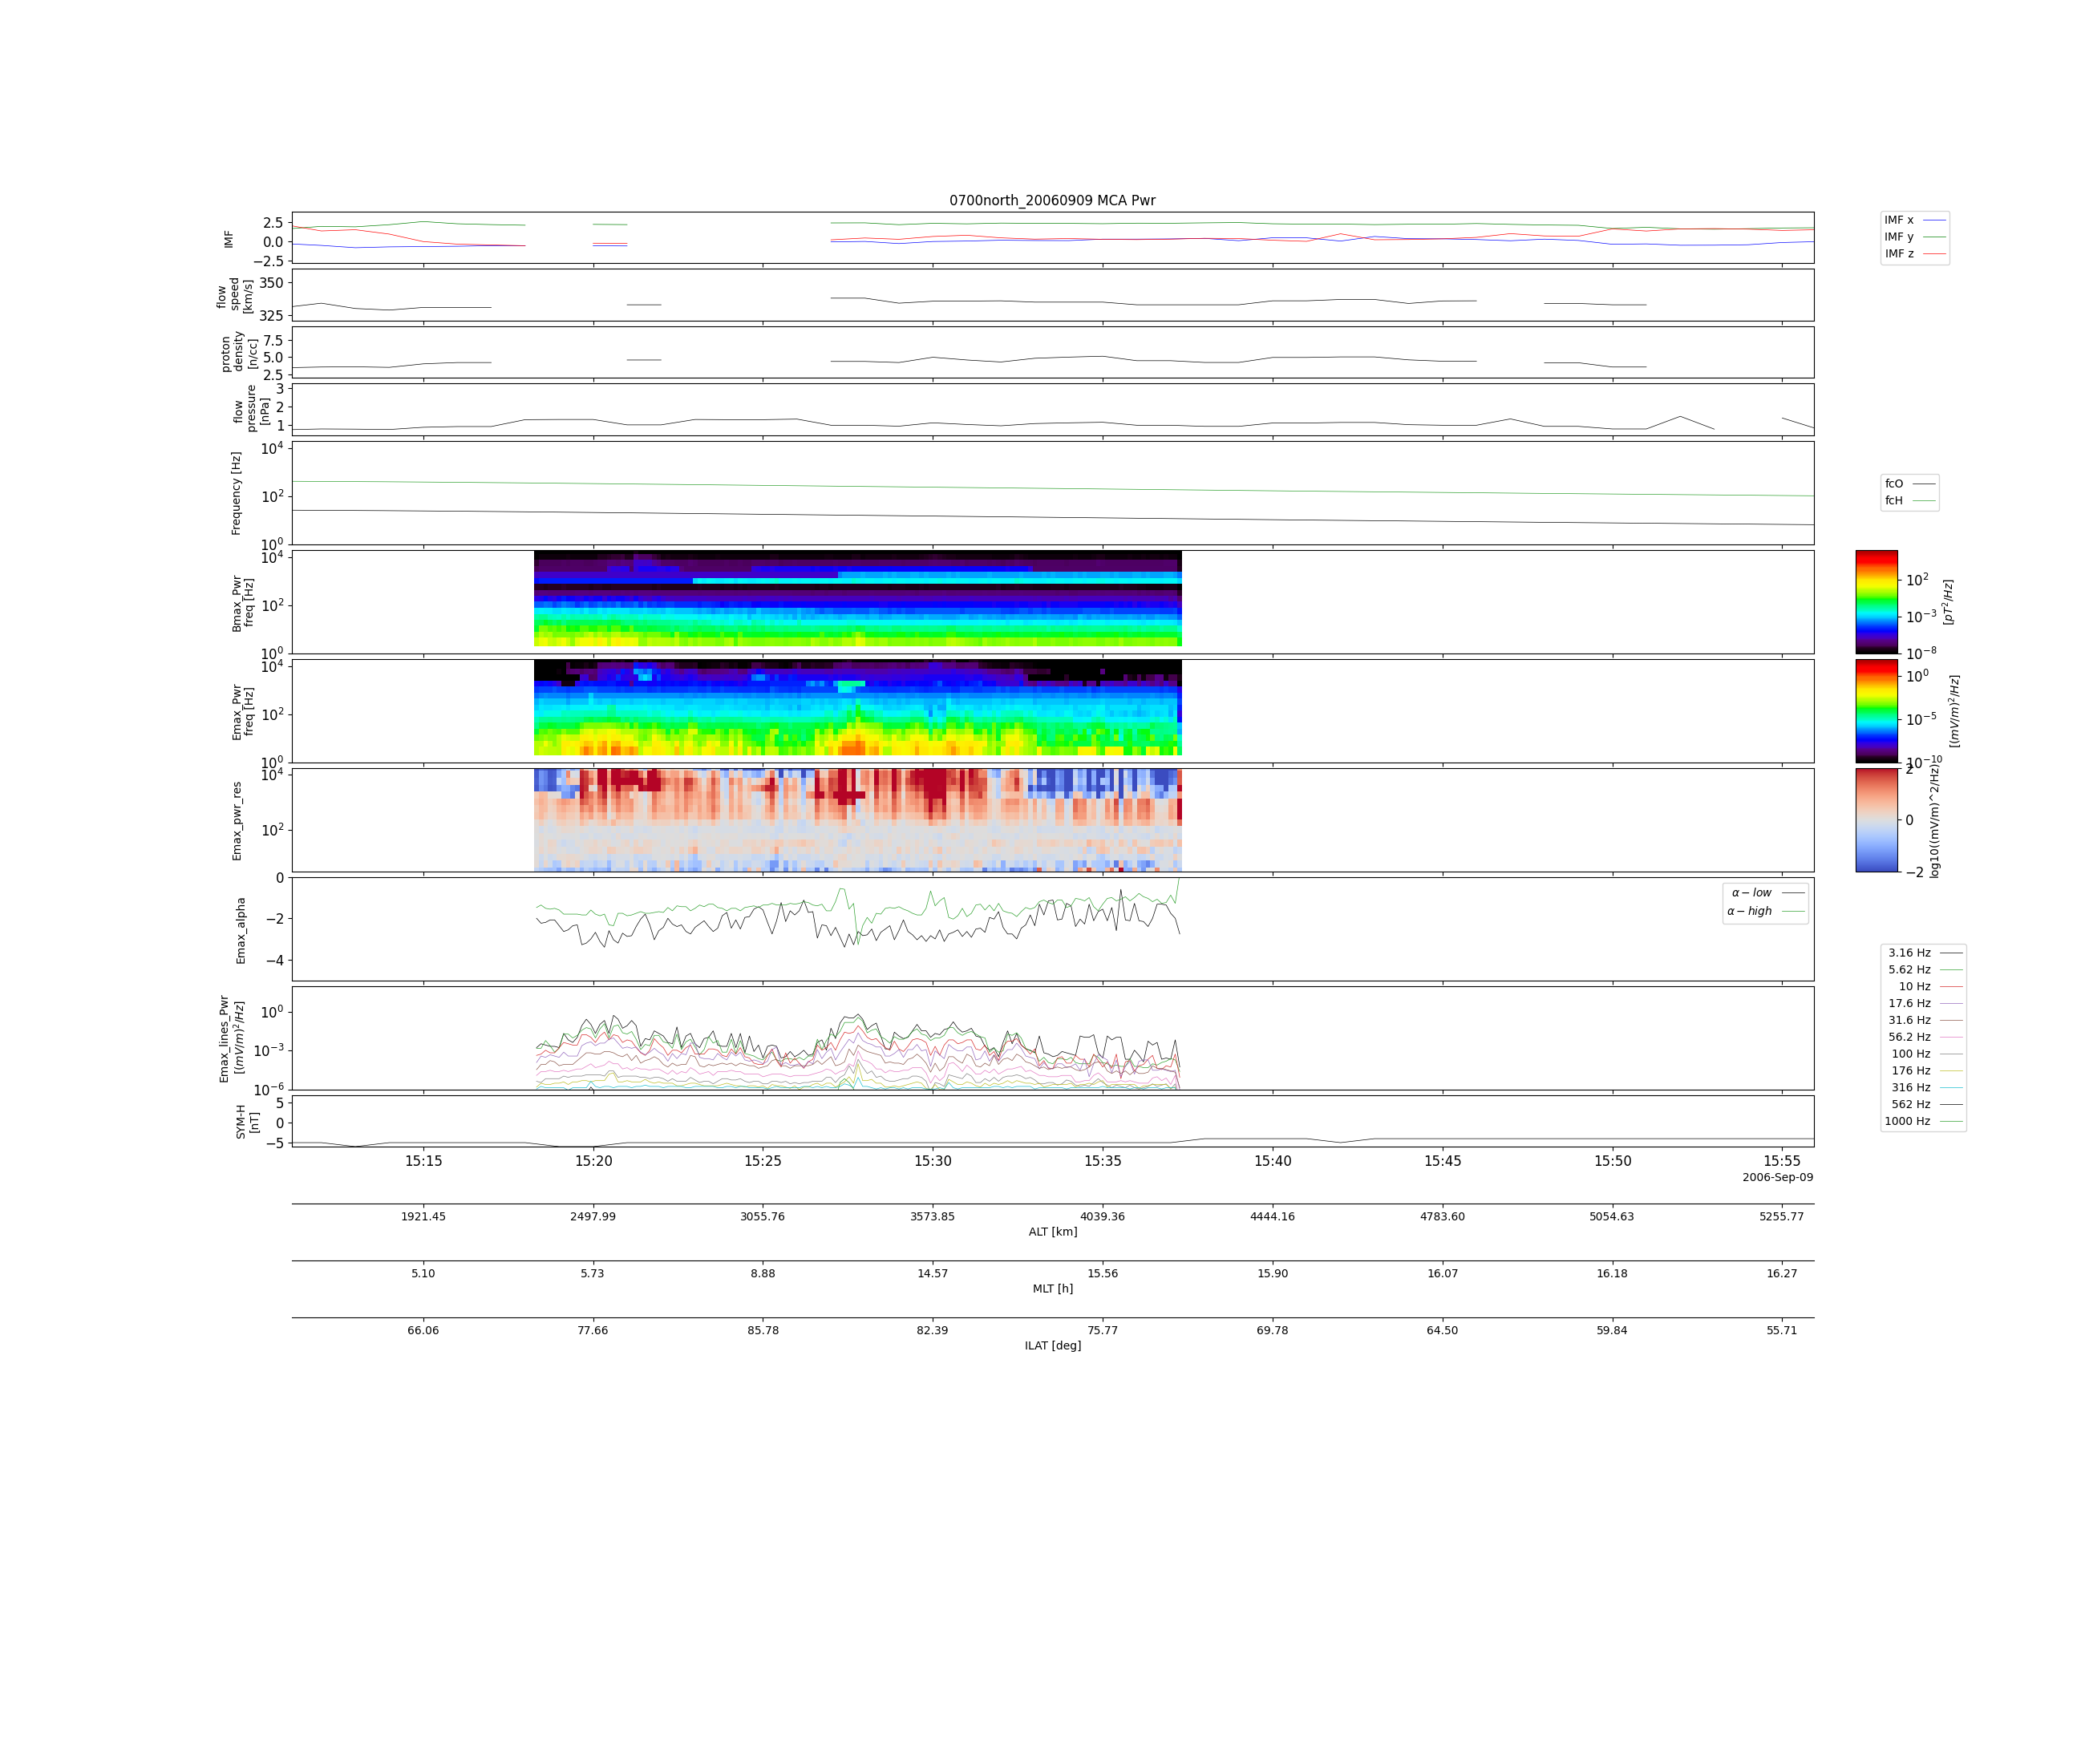 0700north_20060909 MCA Pwr
IMF
2.5
0.0
−2.5
IMF x
IMF y
IMF z
flow
speed
[km/s]
350
325
proton
density
[n/cc]
7.5
5.0
2.5
flow
pressure
[nPa]
3
2
1
Frequency [Hz]
10^4
10^2
10^0
fcO
fcH
Bmax_Pwr
freq [Hz]
10^4
10^2
10^0
10^2
10^−3
10^−8
[pT^2/Hz]
Emax_Pwr
freq [Hz]
10^4
10^2
10^0
10^0
10^−5
10^−10
[(mV/m)^2/Hz]
Emax_pwr_res
10^4
10^2
2
0
−2
log10((mV/m)^2/Hz)
Emax_alpha
0
−2
−4
α − low
α − high
Emax_lines_Pwr
[(mV/m)^2/Hz]
10^0
10^−3
10^−6
3.16 Hz
5.62 Hz
10 Hz
17.6 Hz
31.6 Hz
56.2 Hz
100 Hz
176 Hz
316 Hz
562 Hz
1000 Hz
SYM-H
[nT]
5
0
−5
15:15 15:20 15:25 15:30 15:35 15:40 15:45 15:50 15:55
2006-Sep-09
1921.45 2497.99 3055.76 3573.85 4039.36 4444.16 4783.60 5054.63 5255.77
ALT [km]
5.10 5.73 8.88 14.57 15.56 15.90 16.07 16.18 16.27
MLT [h]
66.06 77.66 85.78 82.39 75.77 69.78 64.50 59.84 55.71
ILAT [deg]